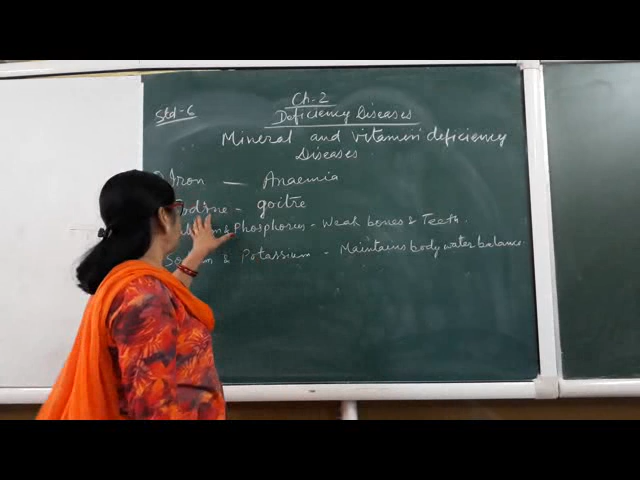 Std-6
Ch-2
Deficiency Diseases
Mineral and vitamin deficiency
Diseases.
Iron — Anaemia
Iodine - goitre
& Phosphorus - Weak bones & Teeth.
Sodium & Potassium - Maintains body water balance.